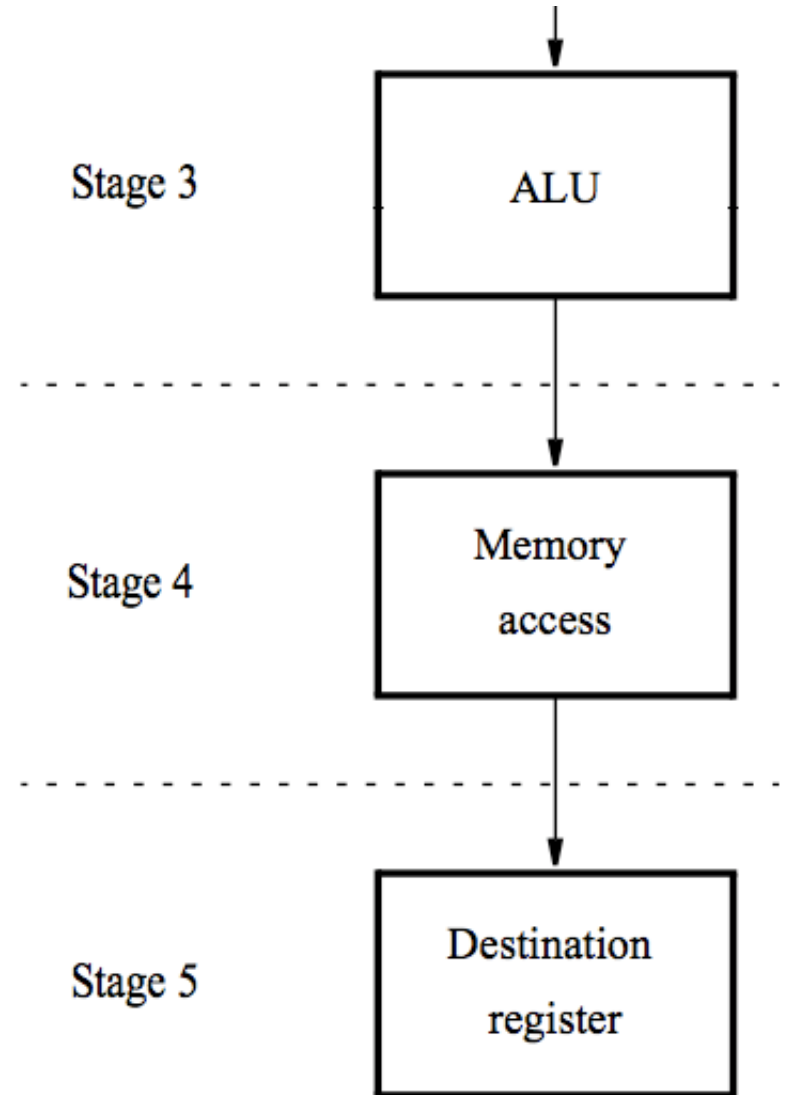 Stage 3
ALU
Stage 4
Memory
access
Stage 5
Destination
register